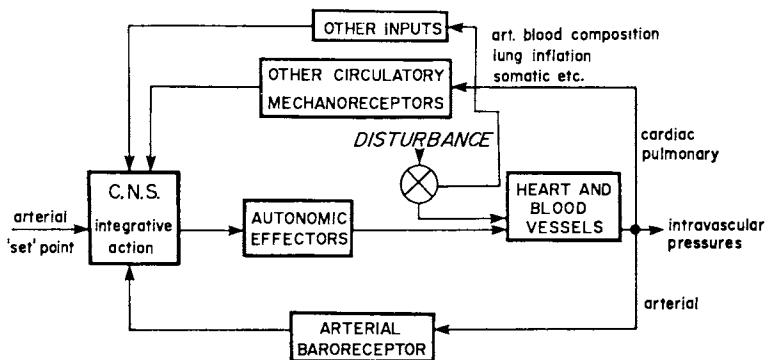 OTHER INPUTS
art. blood composition
lung inflation
somatic etc.
OTHER CIRCULATORY
MECHANORECEPTORS
DISTURBANCE
cardiac
pulmonary
C.N.S.
integrative
action
arterial
'set' point
AUTONOMIC
EFFECTORS
HEART AND
BLOOD
VESSELS
intravascular
pressures
arterial
ARTERIAL
BARORECEPTOR